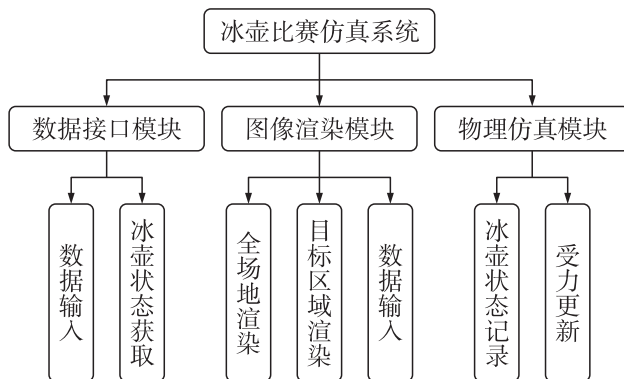 冰壶比赛仿真系统
数据接口模块
图像渲染模块
物理仿真模块
数据输入
冰壶状态获取
全场地渲染
目标区域渲染
数据输入
冰壶状态记录
受力更新